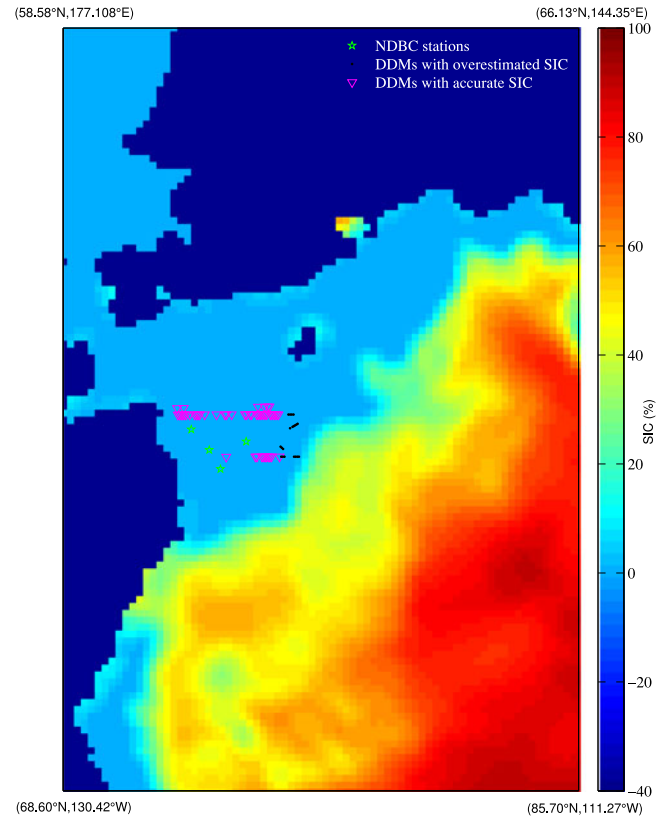 (58.58°N,177.108°E)
(66.13°N,144.35°E)
NDBC stations
DDMs with overestimated SIC
DDMs with accurate SIC
100
80
60
40
20
0
−20
−40
SIC (%)
(68.60°N,130.42°W)
(85.70°N,111.27°W)